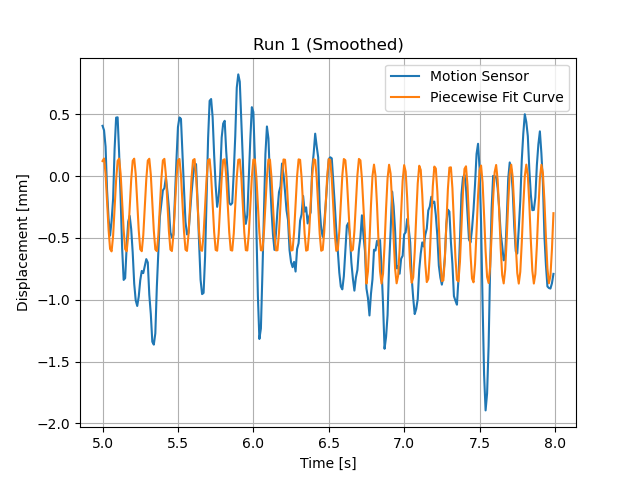 Run 1 (Smoothed)
Motion Sensor
Piecewise Fit Curve
0.5
0.0
−0.5
−1.0
−1.5
−2.0
Displacement [mm]
5.0 5.5 6.0 6.5 7.0 7.5 8.0
Time [s]